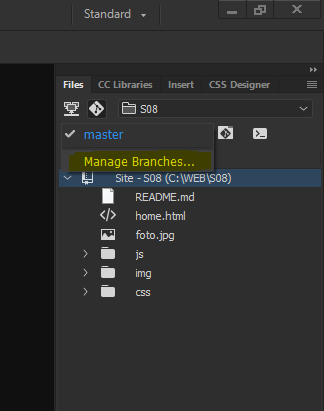 Standard
Files CC Libraries Insert CSS Designer
S08
master
Manage Branches...
Site - S08 (C:\WEB\S08)
README.md
home.html
foto.jpg
js
img
css